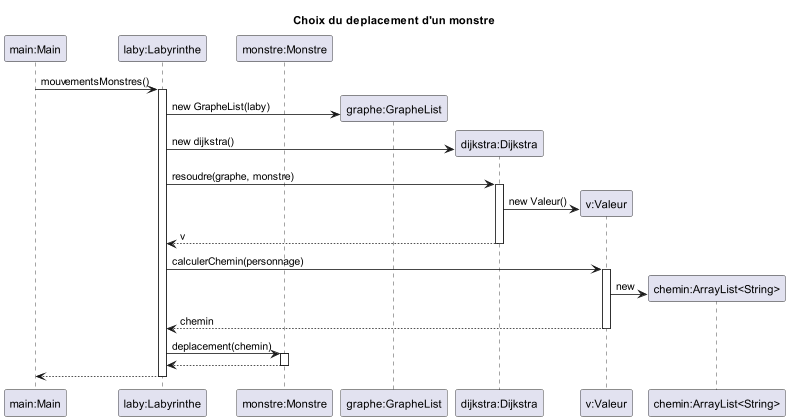 Choix du deplacement d'un monstre
main:Main
laby:Labyrinthe
monstre:Monstre
mouvementsMonstres()
new GrapheList(laby)
graphe:GrapheList
new dijkstra()
dijkstra:Dijkstra
resoudre(graphe, monstre)
new Valeur()
v:Valeur
v
calculerChemin(personnage)
new
chemin:ArrayList<String>
chemin
deplacement(chemin)
main:Main
laby:Labyrinthe
monstre:Monstre
graphe:GrapheList
dijkstra:Dijkstra
v:Valeur
chemin:ArrayList<String>